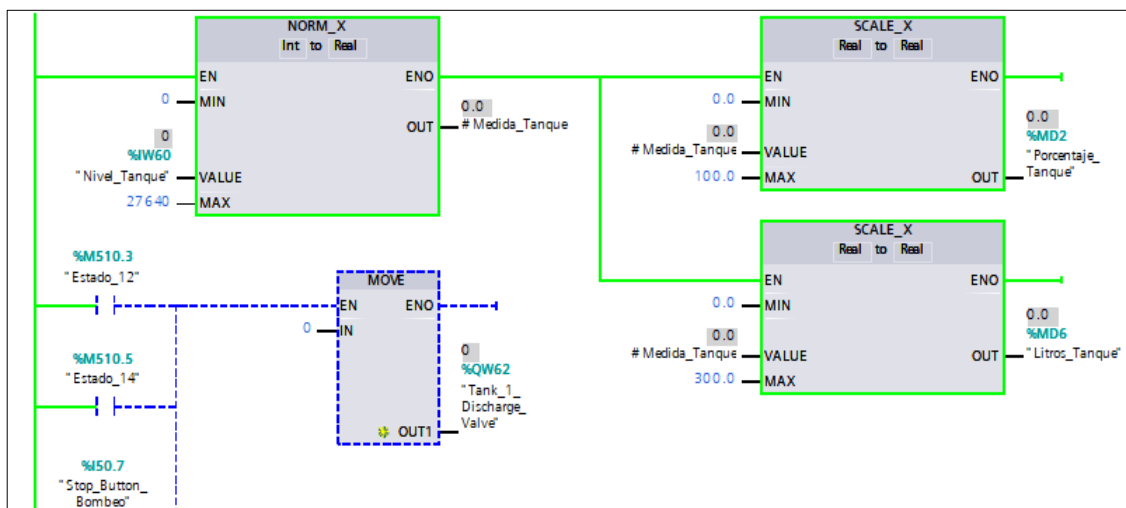 NORM_X
Int to Real
EN
ENO
0
MIN
0.0
OUT
# Medida_Tanque
0
%IW60
"Nivel_Tanque"
VALUE
27640
MAX
SCALE_X
Real to Real
EN
ENO
0.0
MIN
0.0
# Medida_Tanque
VALUE
100.0
MAX
0.0
%MD2
"Porcentaje_
Tanque"
OUT
SCALE_X
Real to Real
EN
ENO
0.0
MIN
0.0
# Medida_Tanque
VALUE
300.0
MAX
0.0
%MD6
"Litros_Tanque"
OUT
%M510.3
"Estado_12"
MOVE
EN
ENO
0
IN
0
%QW62
"Tank_1_
Discharge_
Valve"
OUT1
%M510.5
"Estado_14"
%I50.7
"Stop_Button_
Bombeo"